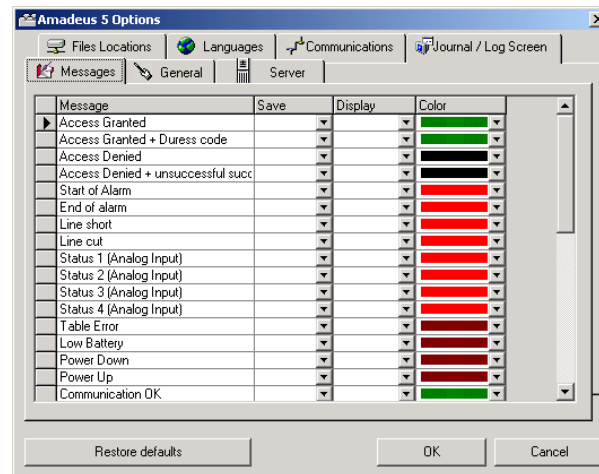 Amadeus 5 Options
Files Locations Languages Communications Journal / Log Screen
Messages General Server
Message Save Display Color
Access Granted
Access Granted + Duress code
Access Denied
Access Denied + unsuccessful succ
Start of Alarm
End of alarm
Line short
Line cut
Status 1 (Analog Input)
Status 2 (Analog Input)
Status 3 (Analog Input)
Status 4 (Analog Input)
Table Error
Low Battery
Power Down
Power Up
Communication OK
Restore defaults OK Cancel